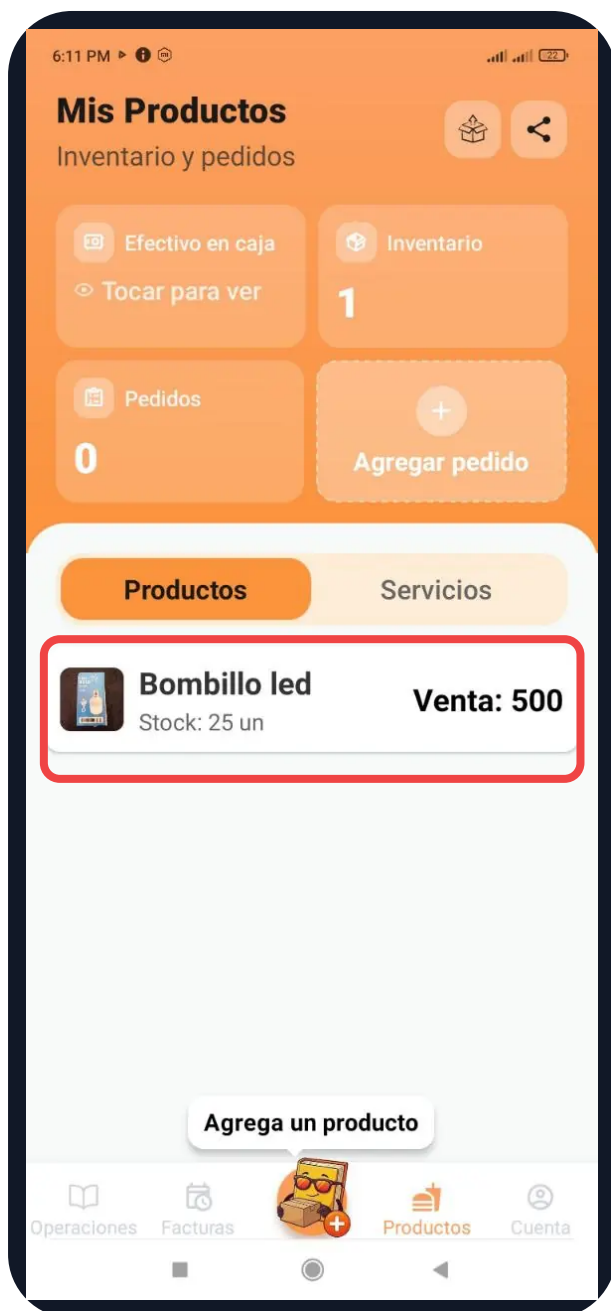 6:11 PM
22
Mis Productos
Inventario y pedidos
Efectivo en caja
Tocar para ver
Inventario
1
Pedidos
0
Agregar pedido
Productos
Servicios
Bombillo led
Stock: 25 un
Venta: 500
Agrega un producto
Operaciones
Facturas
Productos
Cuenta